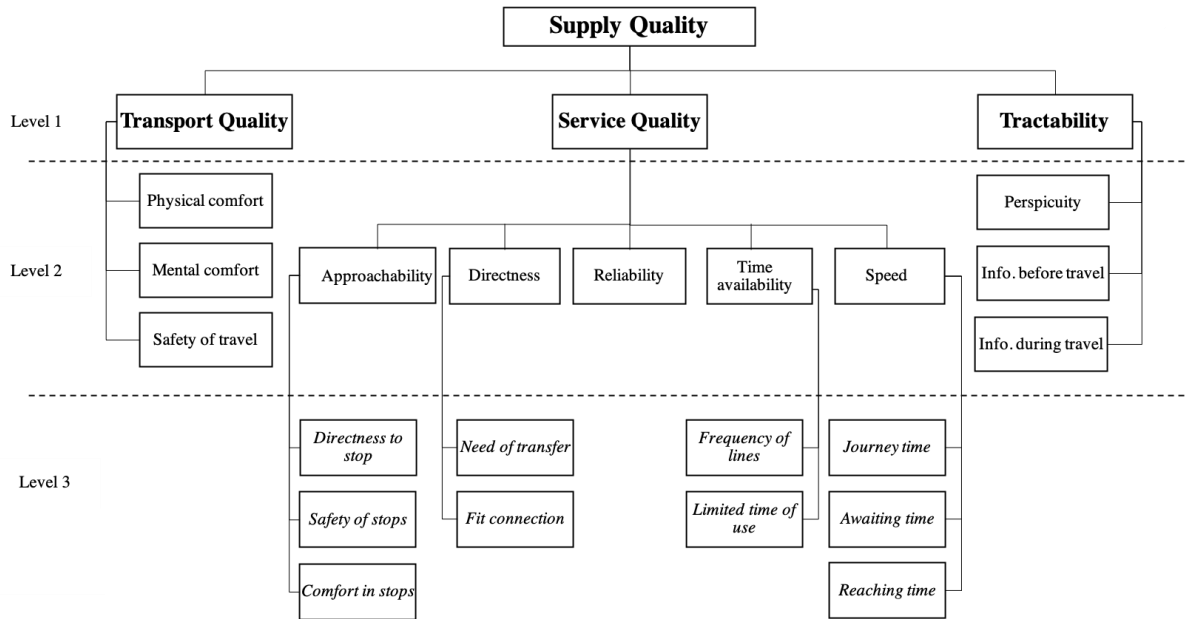 Supply Quality
Level 1
Transport Quality
Service Quality
Tractability
Level 2
Physical comfort
Mental comfort
Safety of travel
Approachability
Directness
Reliability
Time
availability
Speed
Perspicuity
Info. before travel
Info. during travel
Level 3
Directness to
stop
Safety of stops
Comfort in stops
Need of transfer
Fit connection
Frequency of
lines
Limited time of
use
Journey time
Awaiting time
Reaching time